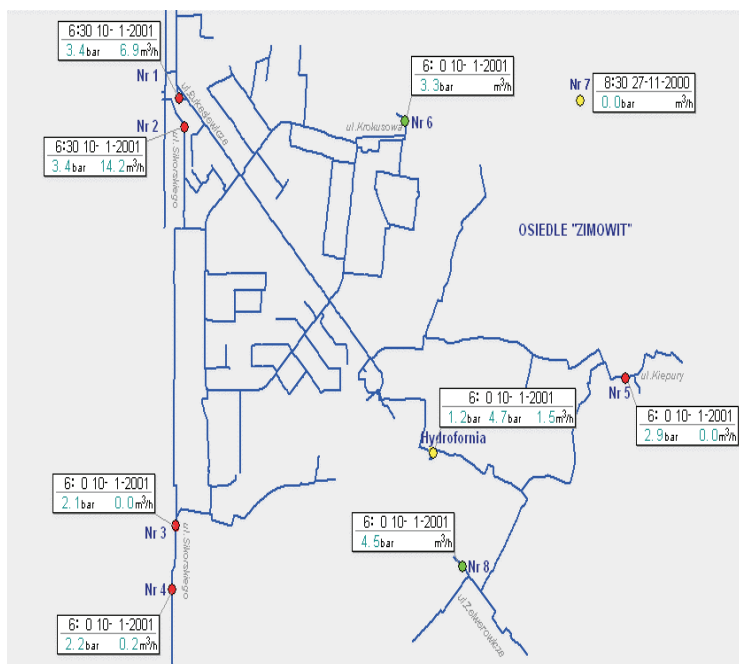 6:30 10- 1-2001
3.4bar 6.9m³/h
Nr 1
Nr 2
6:30 10- 1-2001
3.4bar 14.2m³/h
ul. Sikorskiego
6: 0 10- 1-2001
3.3bar m³/h
ul.Krokusowa
Nr 6
Nr 7
8:30 27-11-2000
0.0bar m³/h
OSIEDLE "ZIMOWIT"
ul.Kiepury
Nr 5
6: 0 10- 1-2001
2.9bar 0.0m³/h
6: 0 10- 1-2001
1.2bar 4.7bar 1.5m³/h
Hydrofornia
6: 0 10- 1-2001
2.1bar 0.0m³/h
Nr 3
ul. Sikorskiego
Nr 4
6: 0 10- 1-2001
2.2bar 0.2m³/h
6: 0 10- 1-2001
4.5bar m³/h
Nr 8
ul.Zelwerowicza